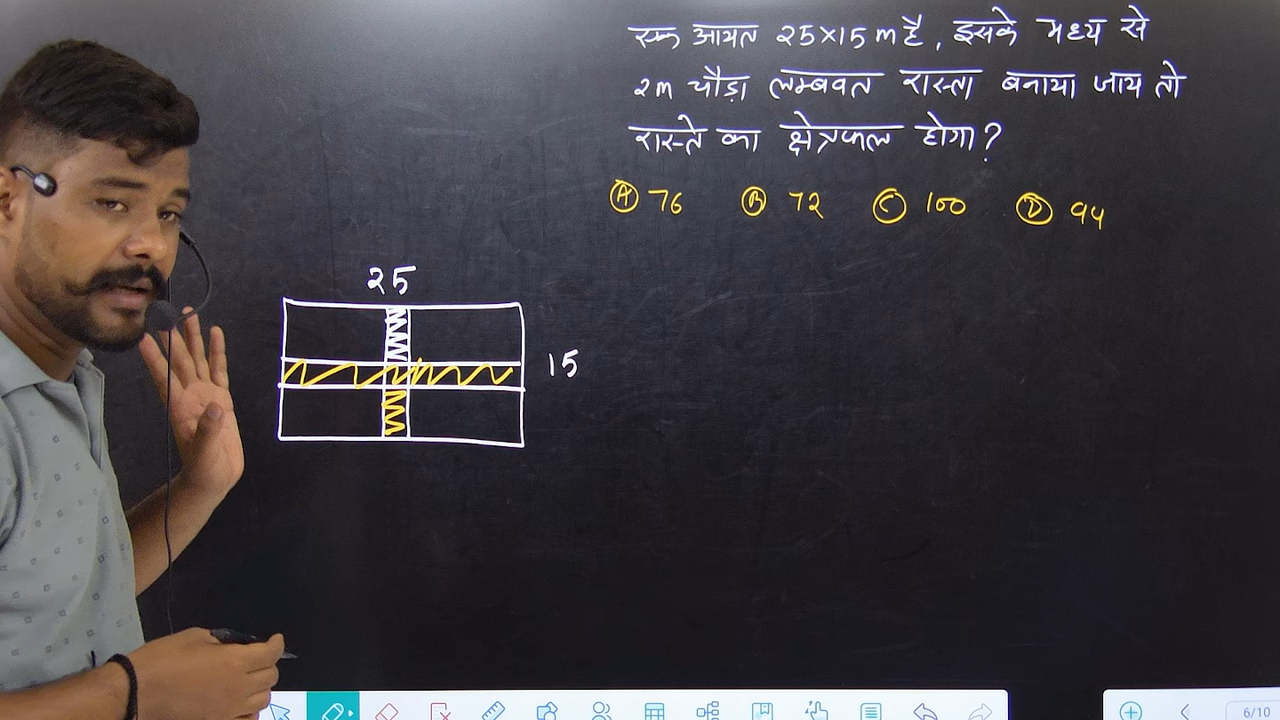 एक आयत 25×15 m है, इसके मध्य से
2m चौड़ा लम्बवत रास्ता बनाया जाय तो
रास्ते का क्षेत्रफल होगा?
Ⓐ 76 Ⓑ 72 Ⓒ 100 Ⓓ 94
25
15
6/10